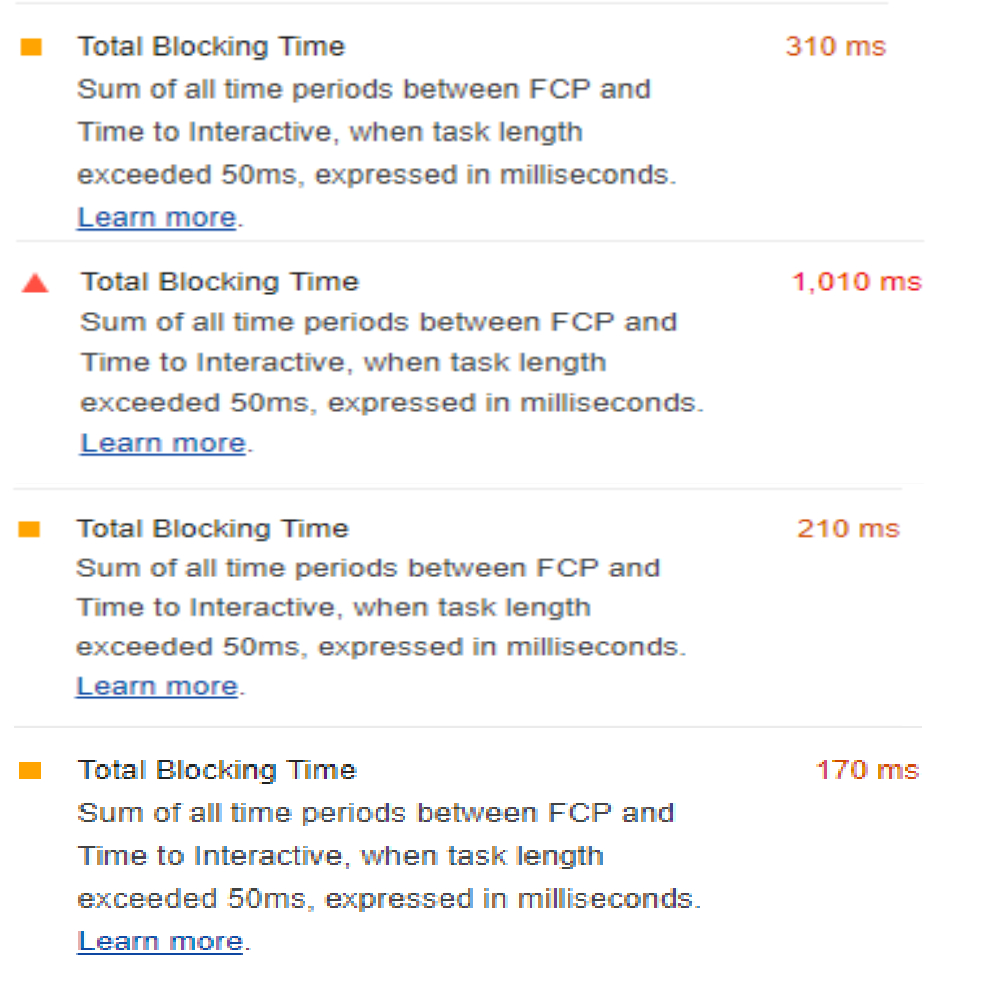 Total Blocking Time 310 ms
Sum of all time periods between FCP and
Time to Interactive, when task length
exceeded 50ms, expressed in milliseconds.
Learn more.
Total Blocking Time 1,010 ms
Sum of all time periods between FCP and
Time to Interactive, when task length
exceeded 50ms, expressed in milliseconds.
Learn more.
Total Blocking Time 210 ms
Sum of all time periods between FCP and
Time to Interactive, when task length
exceeded 50ms, expressed in milliseconds.
Learn more.
Total Blocking Time 170 ms
Sum of all time periods between FCP and
Time to Interactive, when task length
exceeded 50ms, expressed in milliseconds.
Learn more.